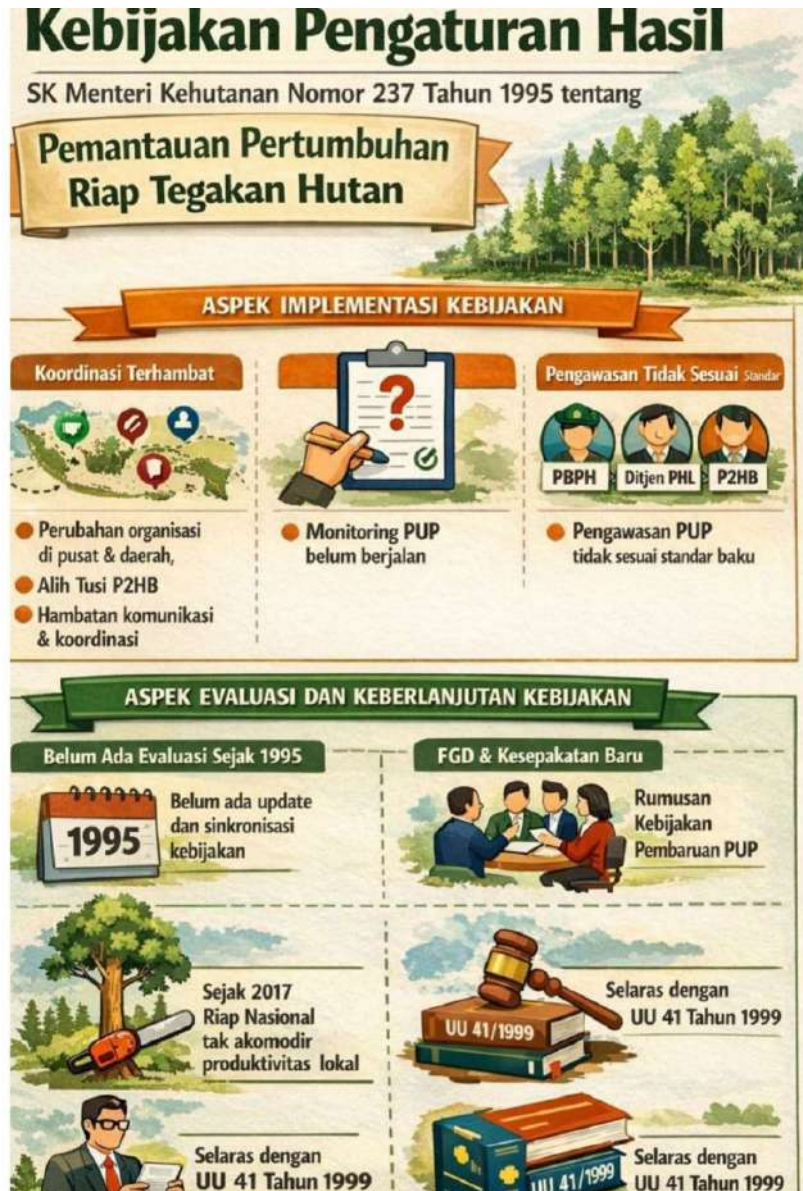 Kebijakan Pengaturan Hasil
SK Menteri Kehutanan Nomor 237 Tahun 1995 tentang
Pemantauan Pertumbuhan
Riap Tegakan Hutan
ASPEK IMPLEMENTASI KEBIJAKAN
Koordinasi Terhambat
Perubahan organisasi
di pusat & daerah,
Alih Tusi P2HB
Hambatan komunikasi
& koordinasi
?
Monitoring PUP
belum berjalan
Pengawasan Tidak Sesuai Standar
PBPH
Ditjen PHL
P2HB
Pengawasan PUP
tidak sesuai standar baku
ASPEK EVALUASI DAN KEBERLANJUTAN KEBIJAKAN
Belum Ada Evaluasi Sejak 1995
1995
Belum ada update
dan sinkronisasi
kebijakan
FGD & Kesepakatan Baru
Rumusan
Kebijakan
Pembaruan PUP
Sejak 2017
Riap Nasional
tak akomodir
produktivitas lokal
UU 41/1999
Selaras dengan
UU 41 Tahun 1999
Selaras dengan
UU 41 Tahun 1999
UU 41/1999
Selaras dengan
UU 41 Tahun 1999